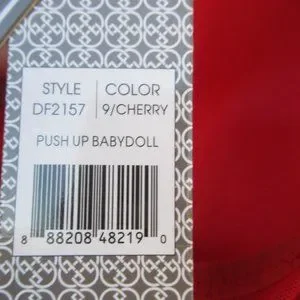 STYLE COLOR
DF2157 9/CHERRY
PUSH UP BABYDOLL
8 88208 48219 0